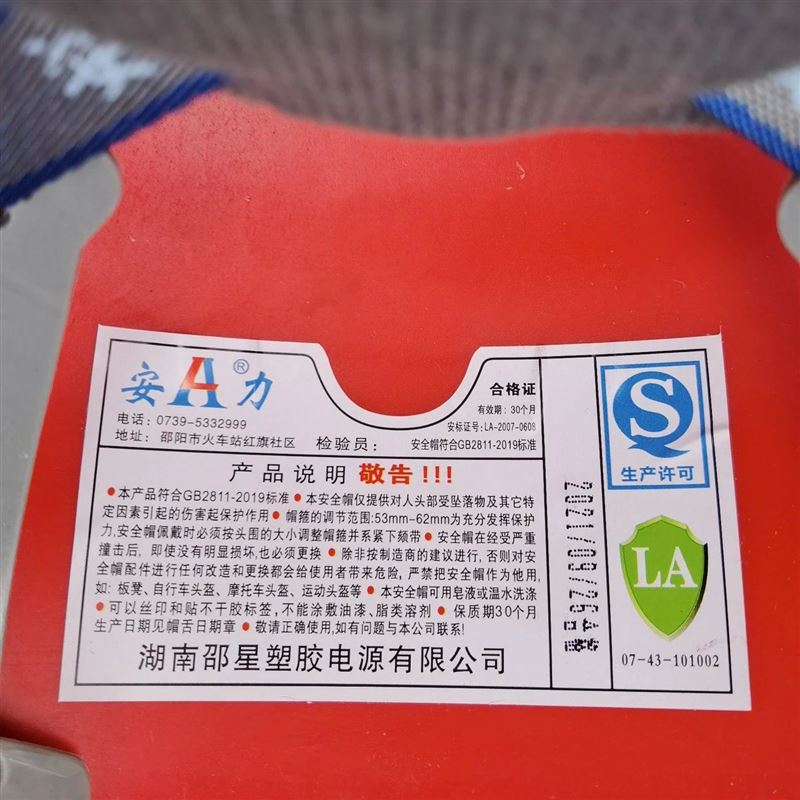 安A®力
合格证
有效期: 30个月
电话: 0739-5332999
安标证号: LA-2007-0608
地址: 邵阳市火车站红旗社区 检验员:
安全帽符合GB2811-2019标准
产品说明 敬告!!!
●本产品符合GB2811-2019标准 ● 本安全帽仅提供对人头部受坠落物及其它特
定因素引起的伤害起保护作用 ● 帽箍的调节范围:53mm-62mm为充分发挥保护
力,安全帽佩戴时必须按头围的大小调整帽箍并系紧下颏带 ● 安全帽在经受严重
撞击后, 即使没有明显损坏,也必须更换 ● 除非按制造商的建议进行, 否则对安
全帽配件进行任何改造和更换都会给使用者带来危险, 严禁把安全帽作为他用,
如: 板凳、自行车头盔、摩托车头盔、运动头盔等 ● 本安全帽可用皂液或温水洗涤
● 可以丝印和贴不干胶标签, 不能涂敷油漆、脂类溶剂 ● 保质期30个月
生产日期见帽舌日期章 ● 敬请正确使用,如有问题与本公司联系!
湖南邵星塑胶电源有限公司
2021/09/26
S
生产许可
LA
07-43-101002